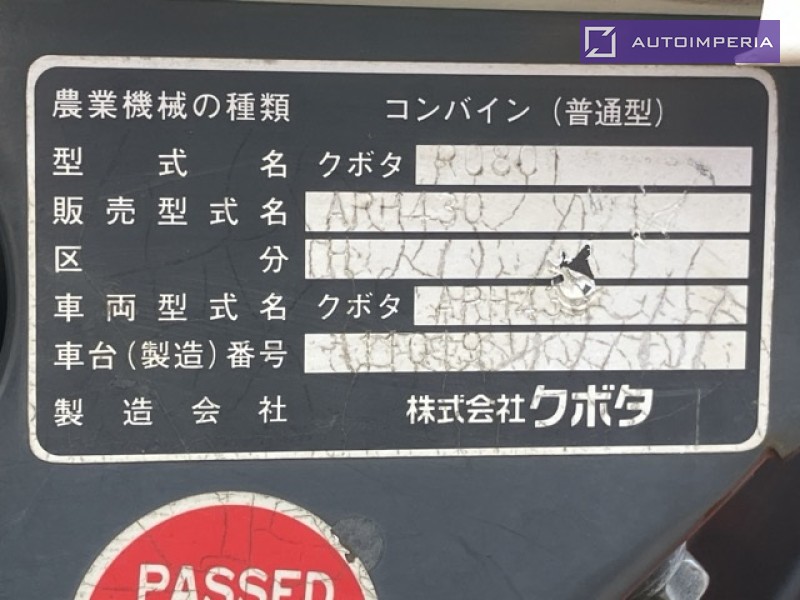 AUTOIMPERIA
農業機械の種類 コンバイン (普通型)
型式名 クボタ R0801
販売型式名 ARH430
区分
車両型式名 クボタ ARH430
車台(製造)番号
製造会社 株式会社クボタ
PASSED